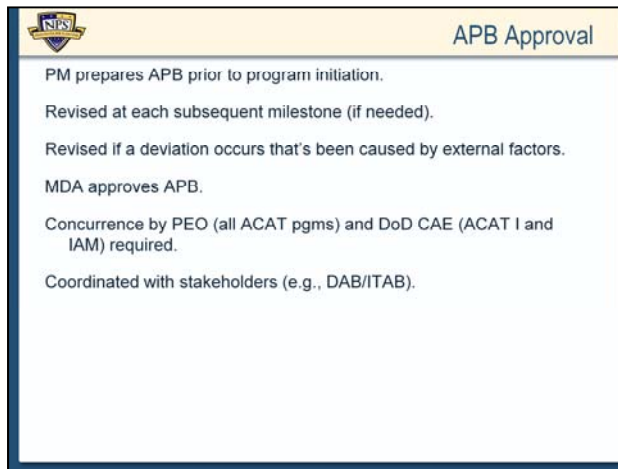 NPS
APB Approval
PM prepares APB prior to program initiation.
Revised at each subsequent milestone (if needed).
Revised if a deviation occurs that's been caused by external factors.
MDA approves APB.
Concurrence by PEO (all ACAT pgms) and DoD CAE (ACAT I and
IAM) required.
Coordinated with stakeholders (e.g., DAB/ITAB).